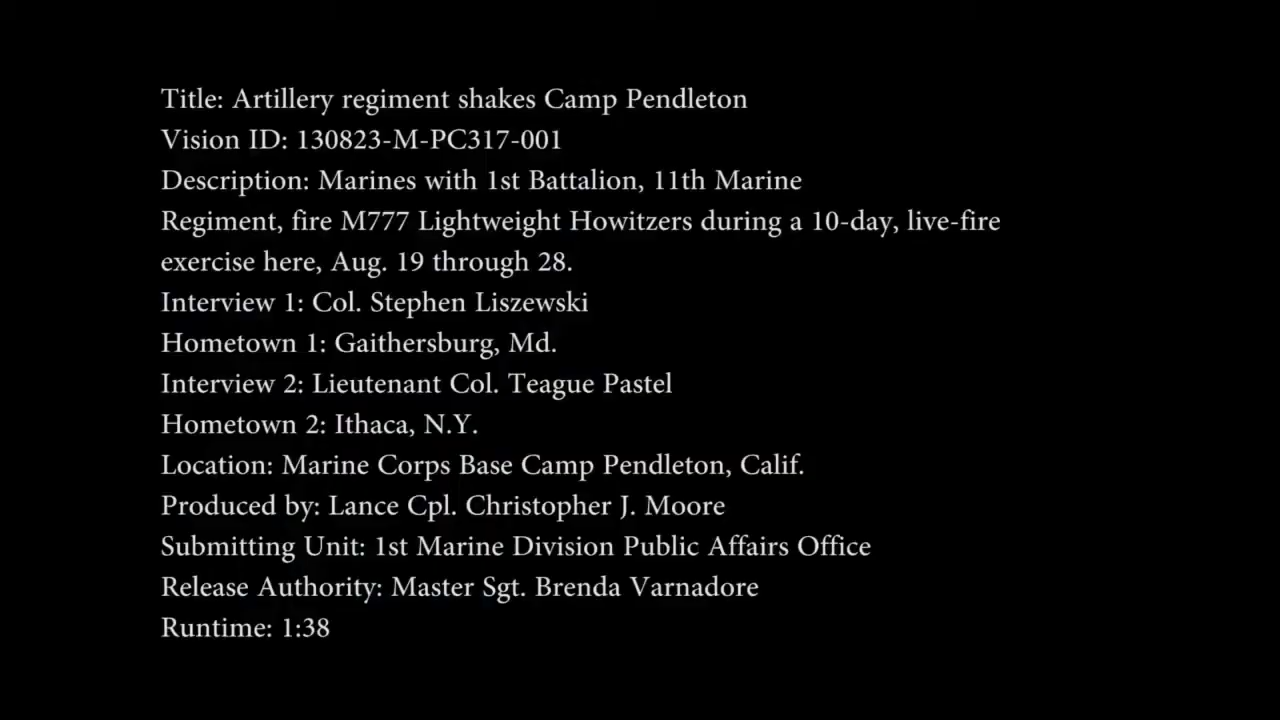 Title: Artillery regiment shakes Camp Pendleton
Vision ID: 130823-M-PC317-001
Description: Marines with 1st Battalion, 11th Marine
Regiment, fire M777 Lightweight Howitzers during a 10-day, live-fire
exercise here, Aug. 19 through 28.
Interview 1: Col. Stephen Liszewski
Hometown 1: Gaithersburg, Md.
Interview 2: Lieutenant Col. Teague Pastel
Hometown 2: Ithaca, N.Y.
Location: Marine Corps Base Camp Pendleton, Calif.
Produced by: Lance Cpl. Christopher J. Moore
Submitting Unit: 1st Marine Division Public Affairs Office
Release Authority: Master Sgt. Brenda Varnadore
Runtime: 1:38